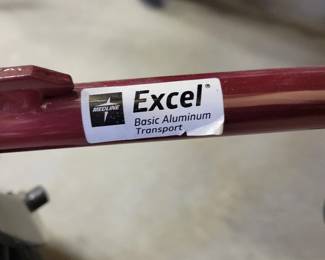 MEDLINE
Excel®
Basic Aluminum
Transport